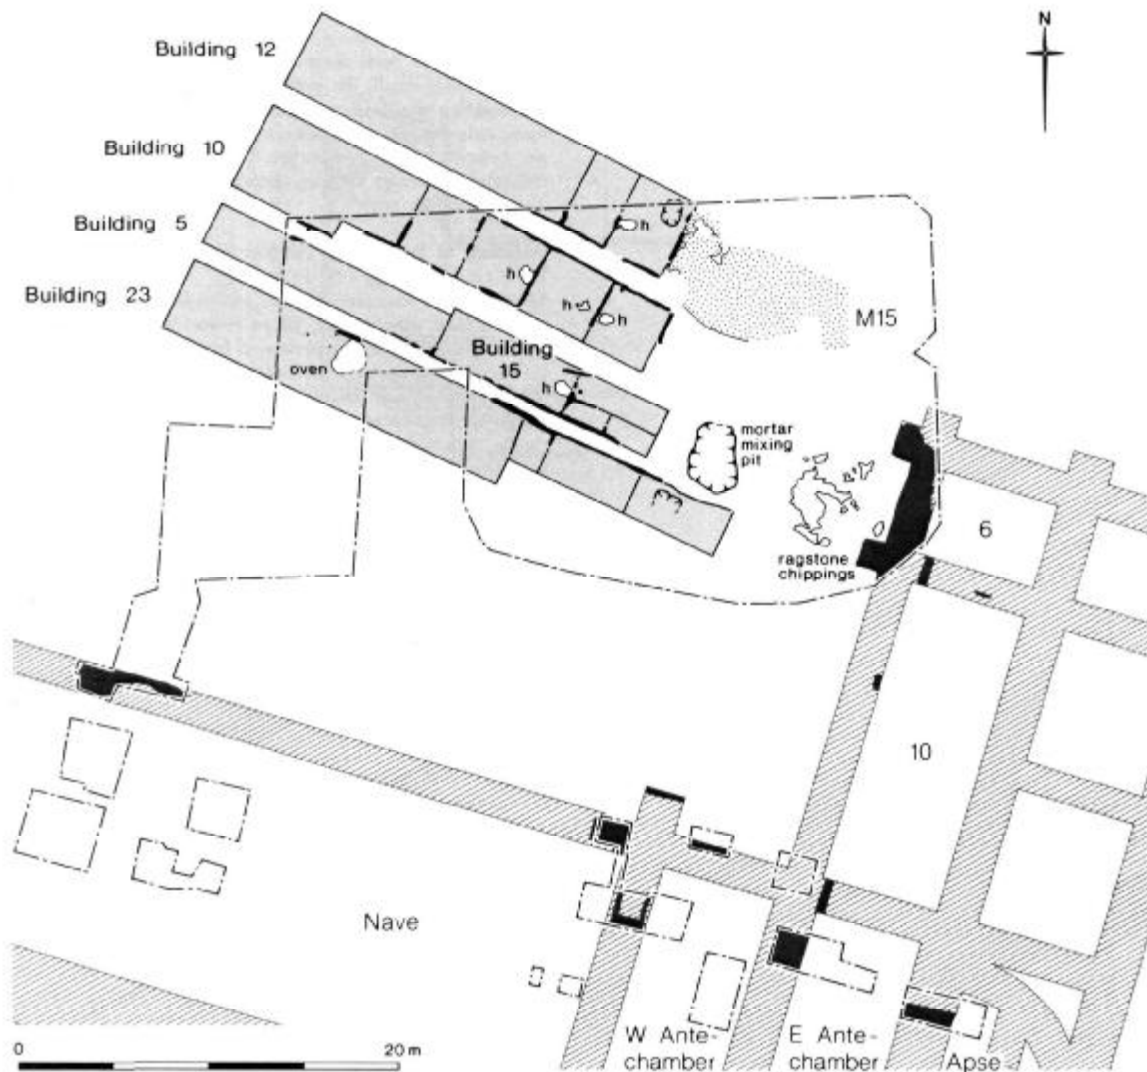 N
Building 12
Building 10
Building 5
Building 23
h
h
h
h
M15
Building
15
oven
h
mortar
mixing
pit
ragstone
chippings
6
10
Nave
W Ante-
chamber
E Ante-
chamber
Apse
0
20 m